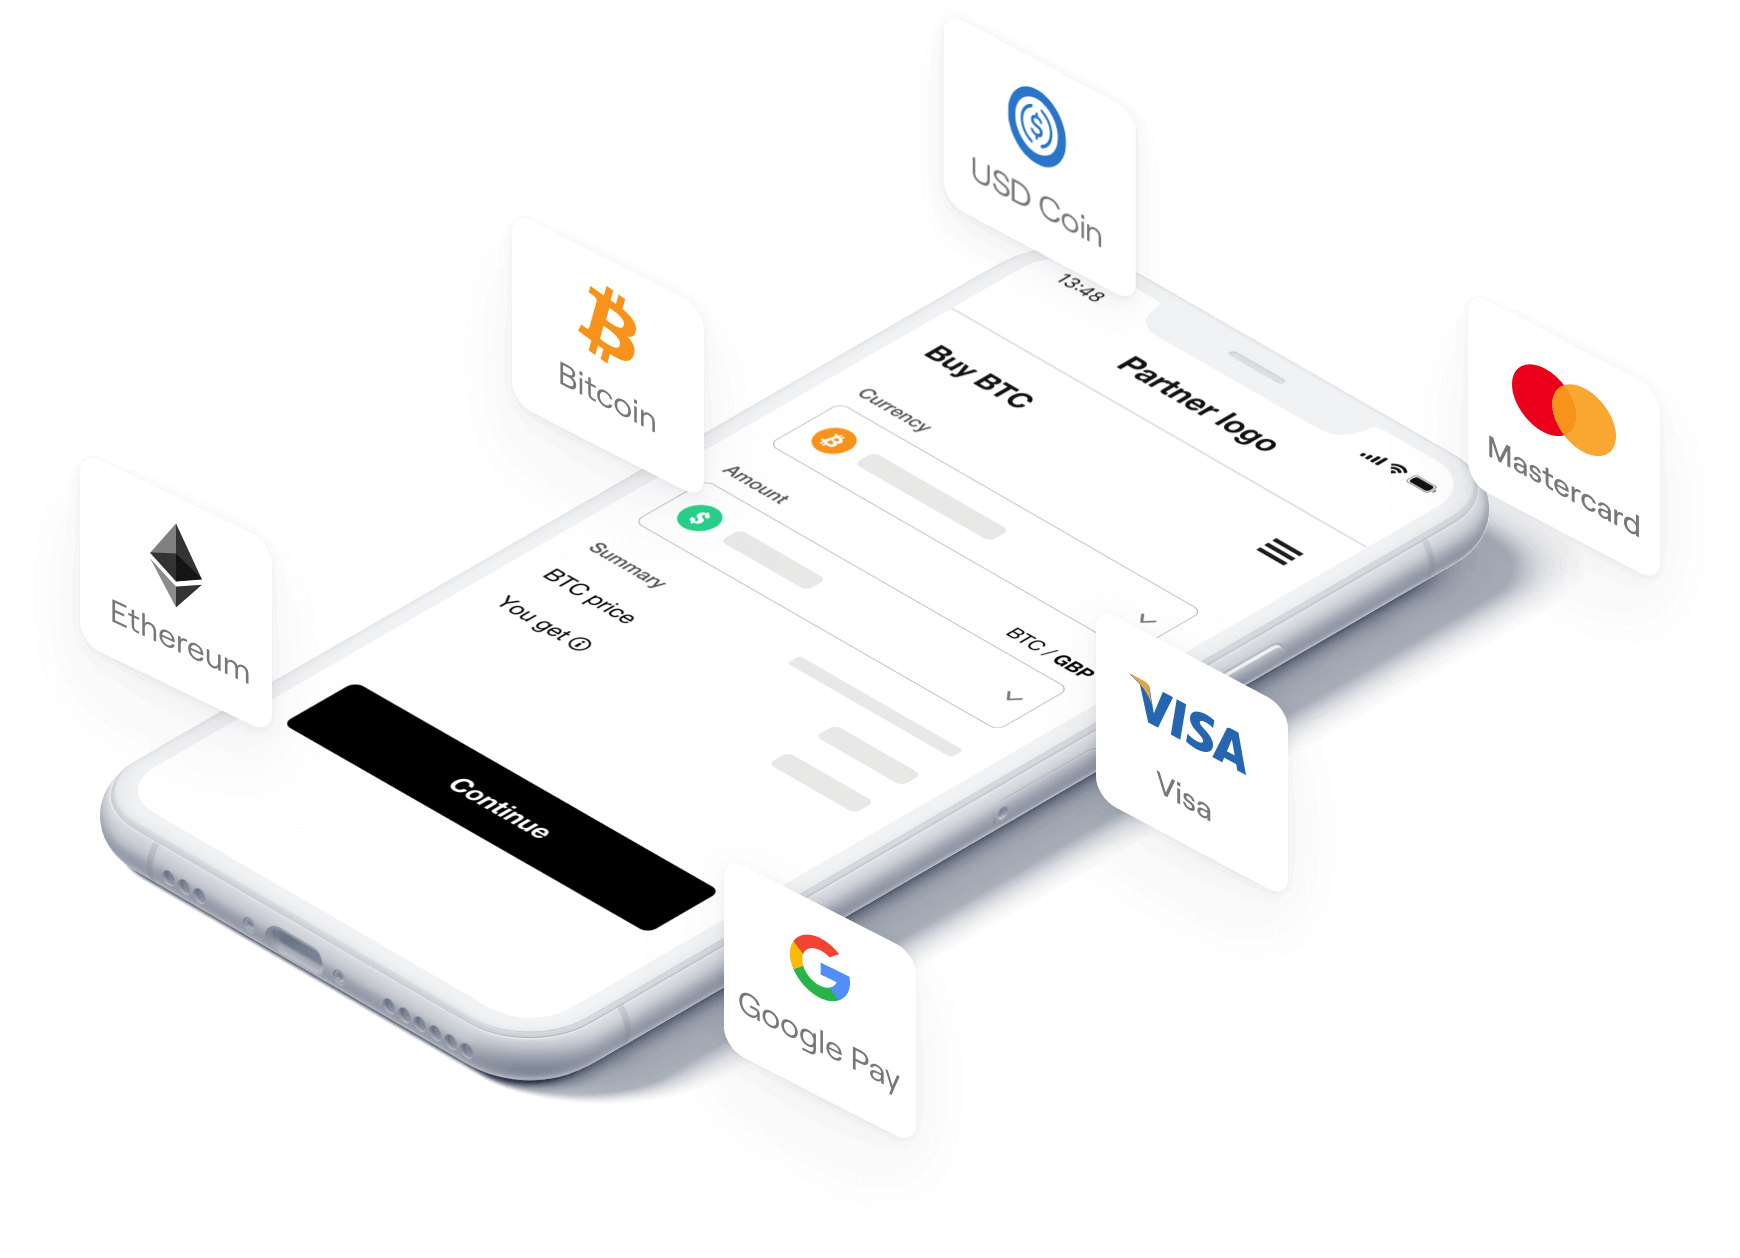 USD Coin
13:48
Bitcoin
Buy BTC
Partner logo
Mastercard
Currency
Amount
Summary
BTC price
You get
BTC / GBP
Ethereum
VISA
Visa
Continue
Google Pay